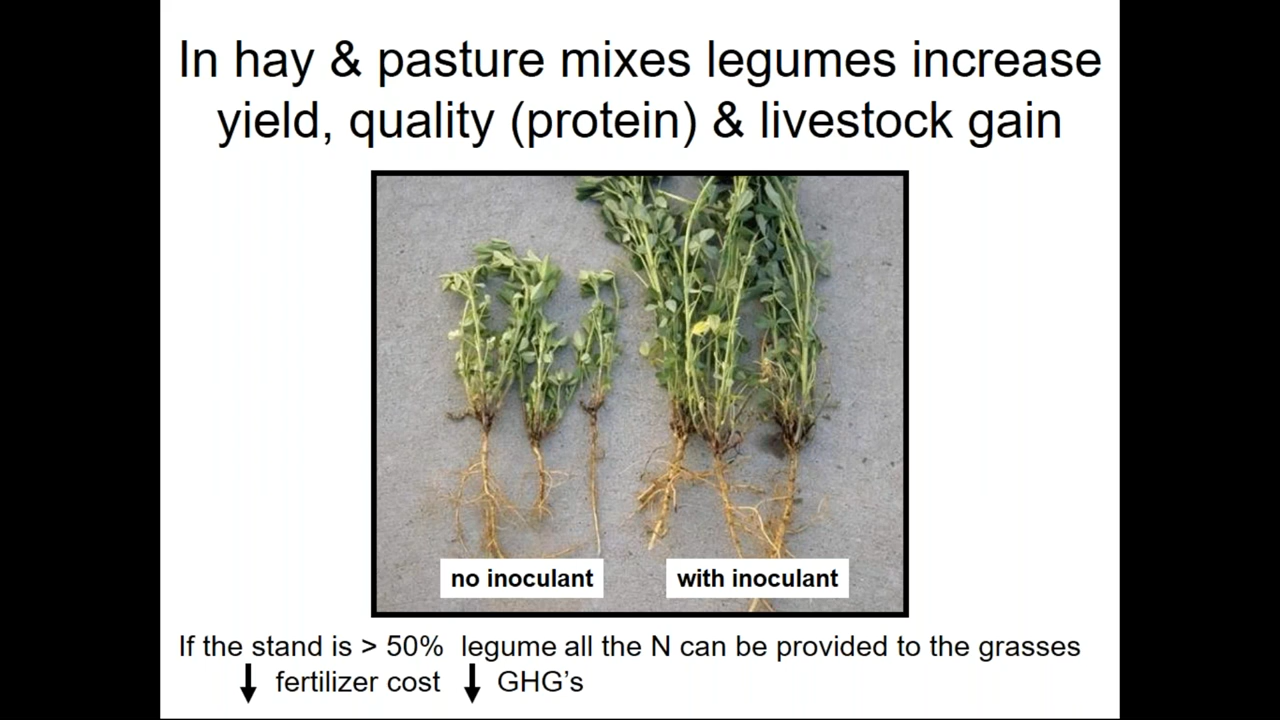 In hay & pasture mixes legumes increase
yield, quality (protein) & livestock gain
no inoculant
with inoculant
If the stand is > 50% legume all the N can be provided to the grasses
↓ fertilizer cost ↓ GHG's